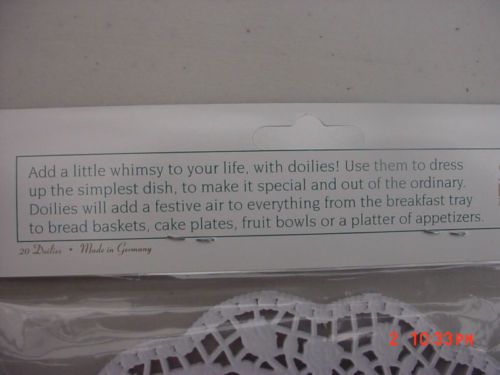 Add a little whimsy to your life, with doilies! Use them to dress
up the simplest dish, to make it special and out of the ordinary.
Doilies will add a festive air to everything from the breakfast tray
to bread baskets, cake plates, fruit bowls or a platter of appetizers.
20 Doilies • Made in Germany
2 10:33PM